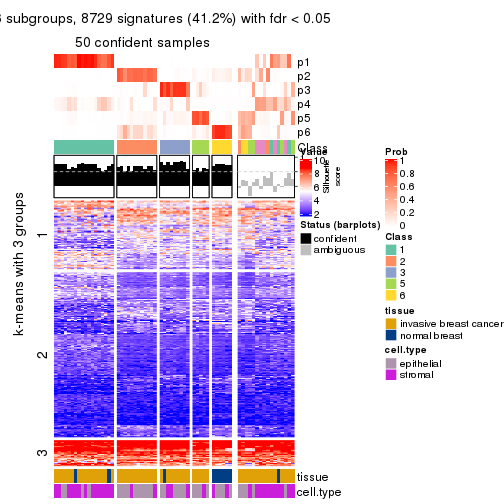 3 subgroups, 8729 signatures (41.2%) with fdr < 0.05
50 confident samples
p1
p2
p3
p4
p5
p6
Class
Silhouette
score
k-means with 3 groups
1
2
3
tissue
cell.type
Value
10
8
6
4
2
Status (barplots)
confident
ambiguous
Prob
1
0.8
0.6
0.4
0.2
0
Class
1
2
3
5
6
tissue
invasive breast cancer
normal breast
cell.type
epithelial
stromal